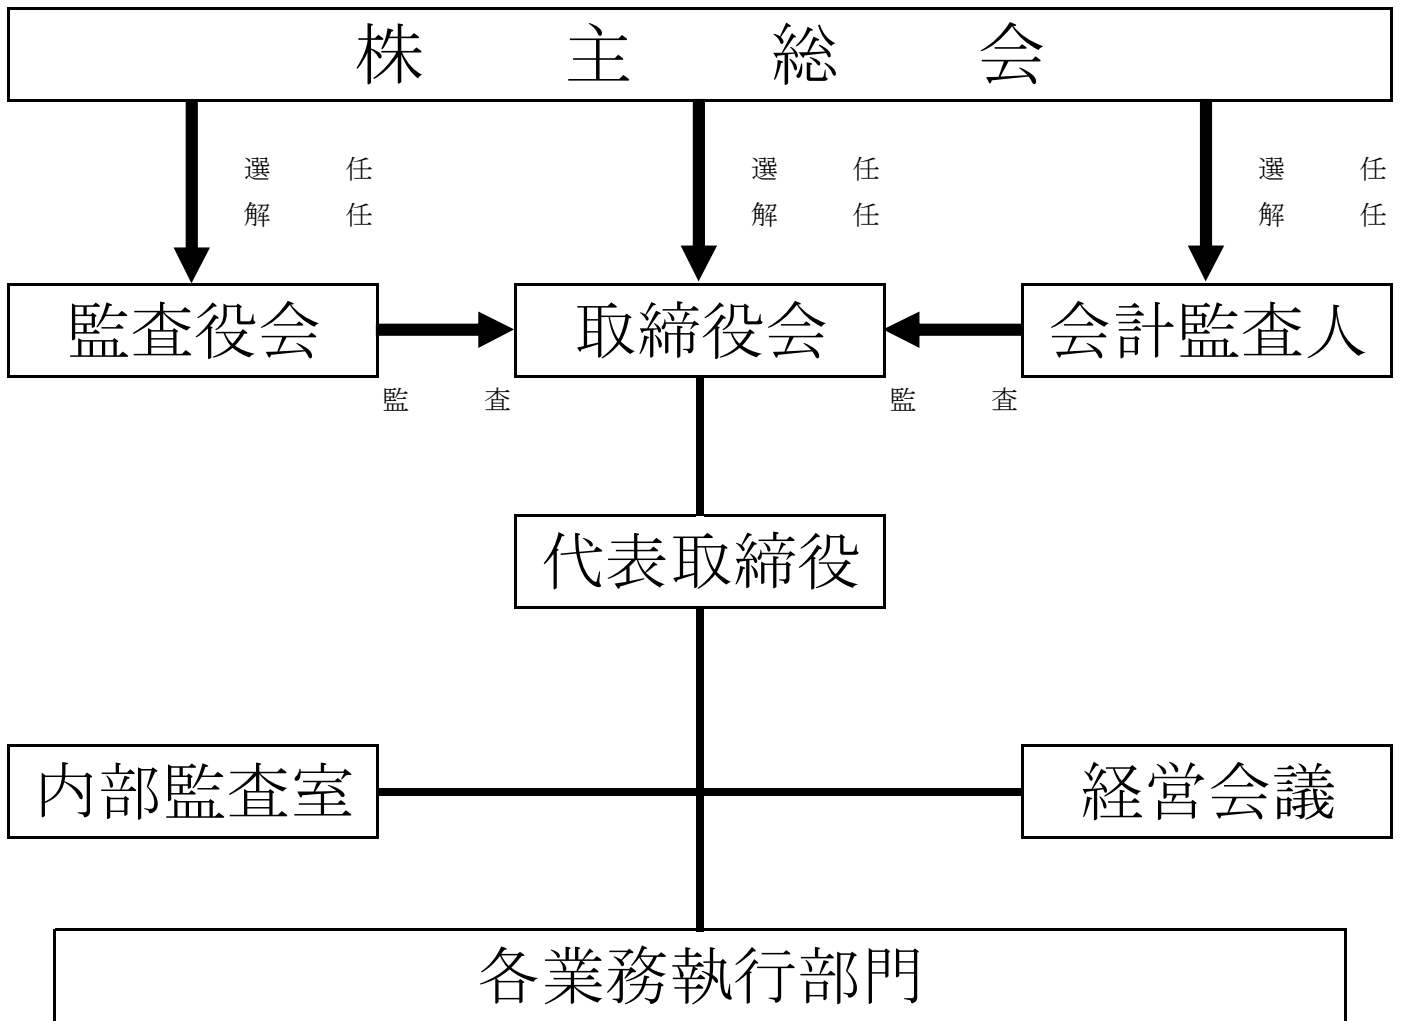 株主総会
選任 選任 選任
解任 解任 解任
監査役会 取締役会 会計監査人
監査 監査
代表取締役
内部監査室 経営会議
各業務執行部門